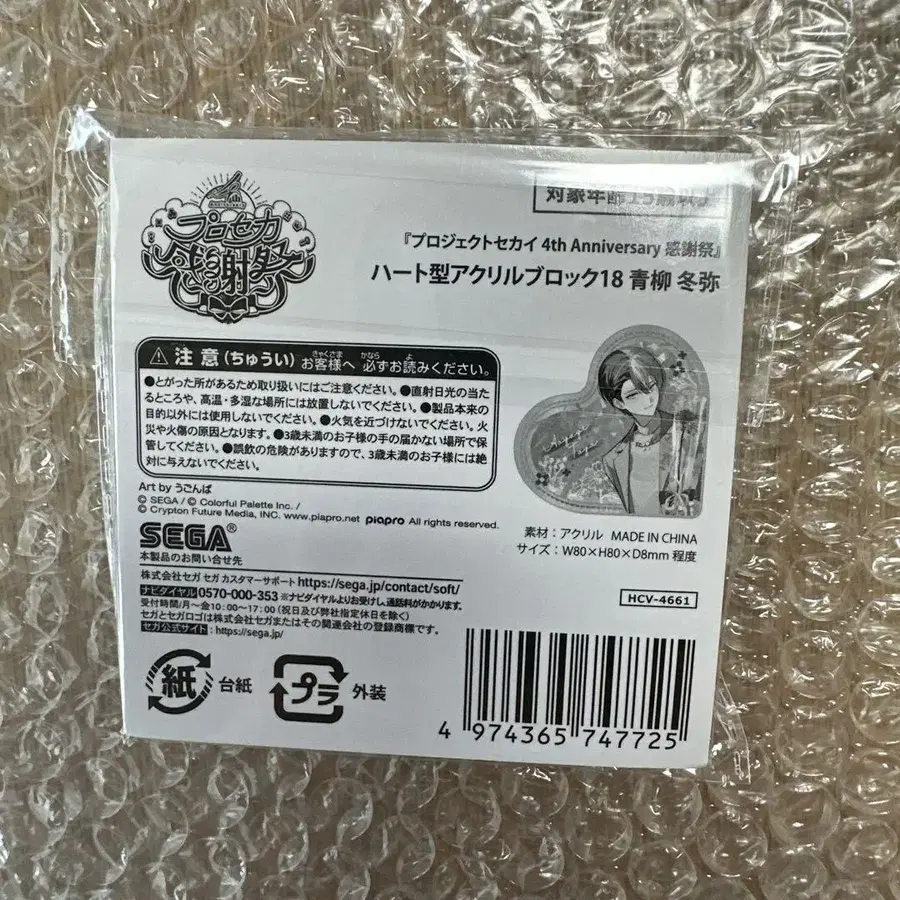 プロセカ
感謝祭
対象年齢15歳以上
『プロジェクトセカイ 4th Anniversary 感謝祭』
ハート型アクリルブロック18 青柳 冬弥
⚠ 注意(ちゅうい) お客様へ 必ずお読みください。
きゃくさま かなら よ
●とがった所があるため取り扱いにはご注意ください。●直射日光の当た
るところや、高温・多湿な場所には放置しないでください。●製品本来の
目的以外には使用しないでください。●火気を近づけないでください。火
災や火傷の原因となります。●3歳未満のお子様の手の届かない場所で保
管してください。●誤飲の危険がありますので、3歳未満のお子様には絶
対に与えないでください。
Art by うごんば
© SEGA / © Colorful Palette Inc. /
© Crypton Future Media, INC. www.piapro.net piapro All rights reserved.
SEGA®
本製品のお問い合せ先
株式会社セガ セガ カスタマーサポート https://sega.jp/contact/soft/
ナビダイヤル 0570-000-353 ※ナビダイヤルよりお受けし、通話料がかかります。
受付時間/月～金10:00～17:00(祝日及び弊社指定休日を除く)
セガとセガロゴは株式会社セガまたはその関連会社の登録商標です。
セガ公式サイト:https://sega.jp/
素材:アクリル MADE IN CHINA
サイズ:W80×H80×D8mm 程度
HCV-4661
紙 台紙
プラ 外装
4 974365 747725